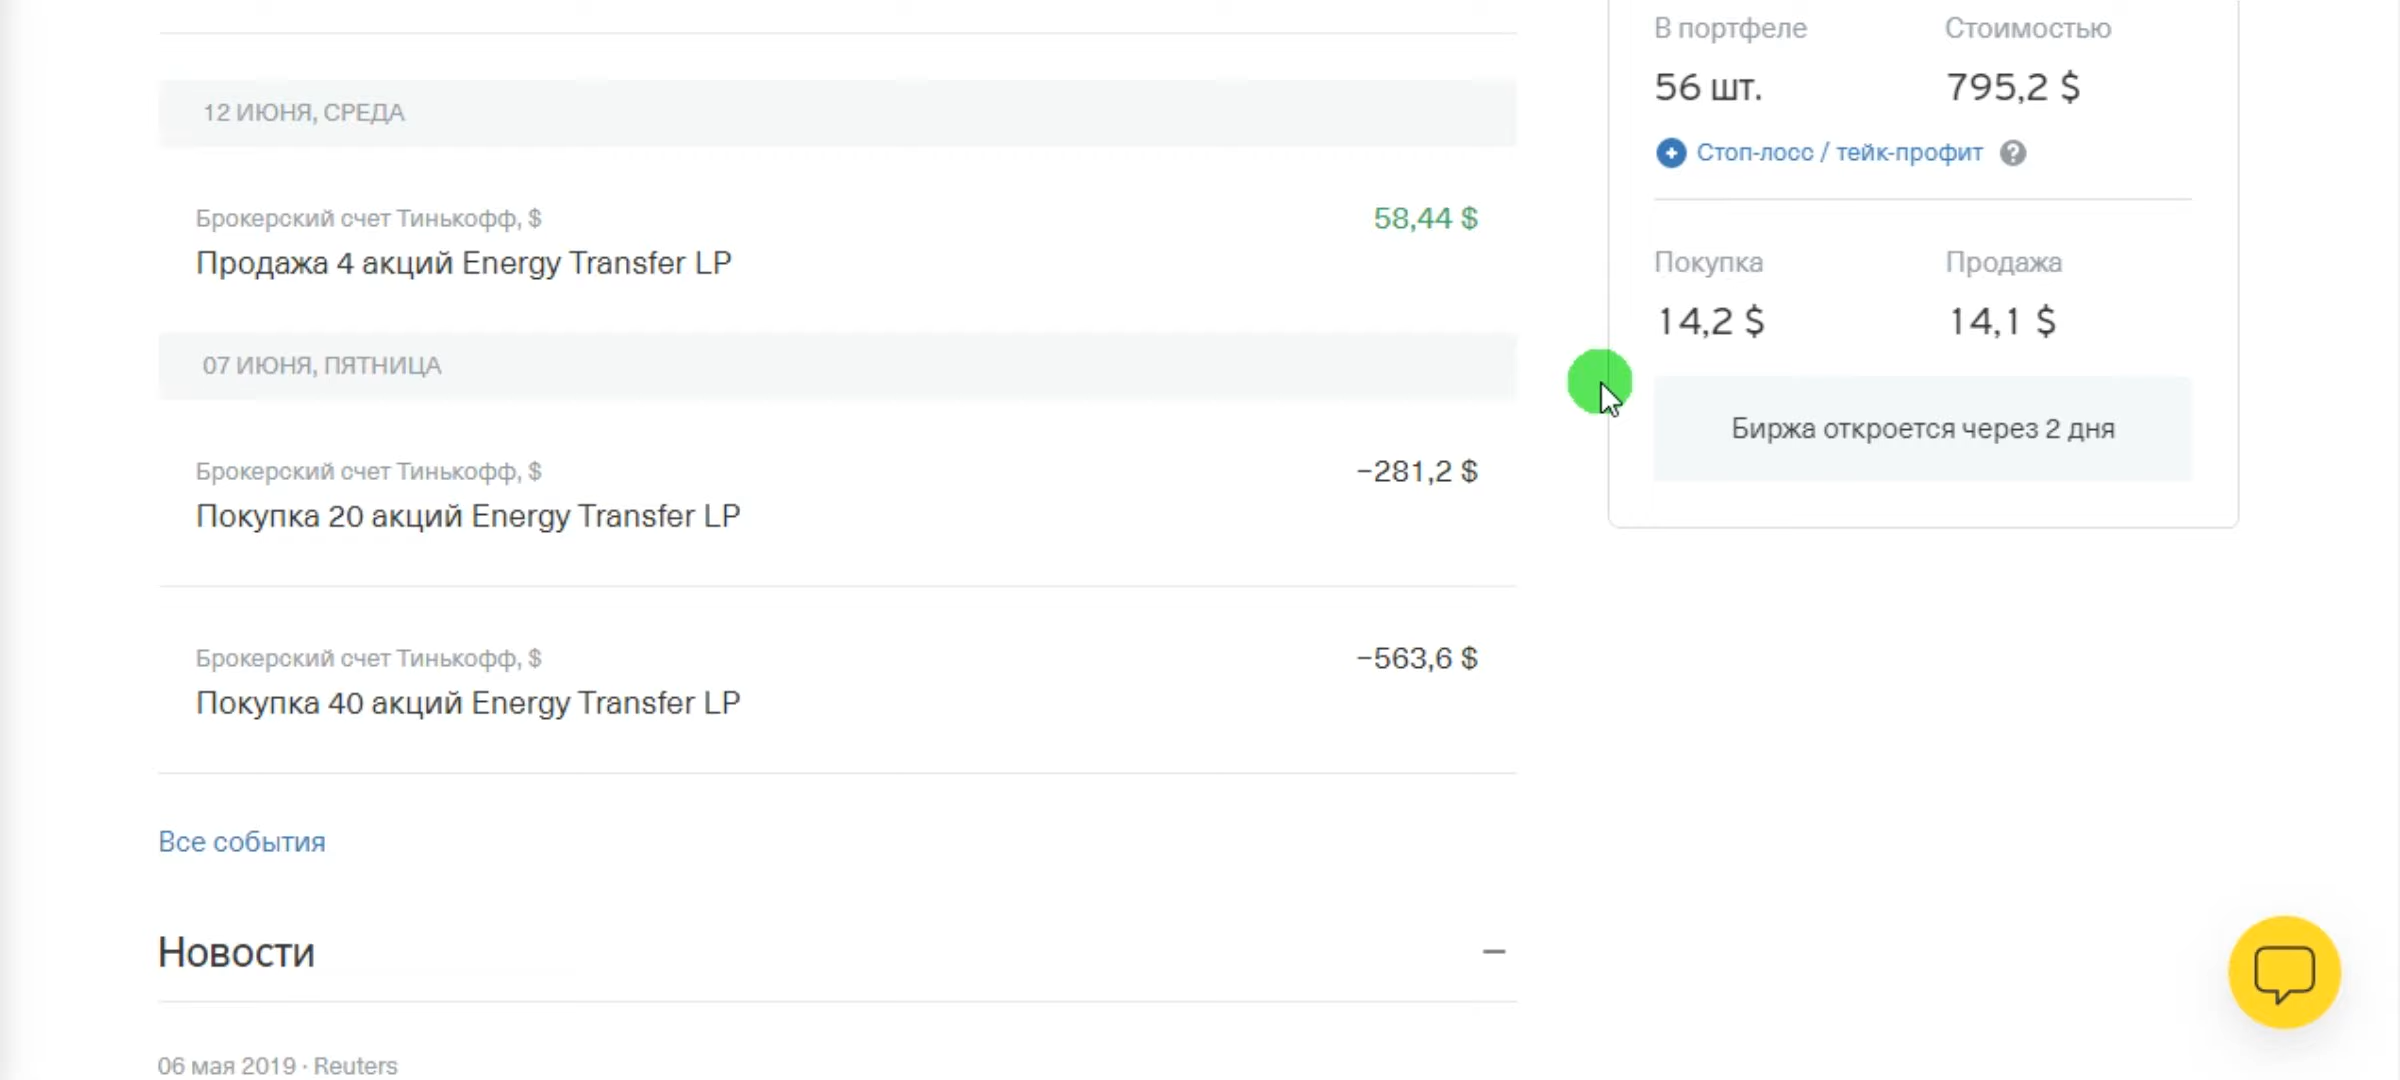 12 ИЮНЯ, СРЕДА
Брокерский счет Тинькофф, $
58,44 $
Продажа 4 акций Energy Transfer LP
07 ИЮНЯ, ПЯТНИЦА
Брокерский счет Тинькофф, $
−281,2 $
Покупка 20 акций Energy Transfer LP
Брокерский счет Тинькофф, $
−563,6 $
Покупка 40 акций Energy Transfer LP
Все события
Новости
06 мая 2019 · Reuters
В портфеле
Стоимостью
56 шт.
795,2 $
Стоп-лосс / тейк-профит ?
Покупка
Продажа
14,2 $
14,1 $
Биржа откроется через 2 дня